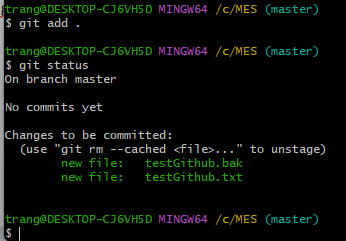 trang@DESKTOP-CJ6VH5D MINGW64 /c/MES (master)
$ git add .
trang@DESKTOP-CJ6VH5D MINGW64 /c/MES (master)
$ git status
On branch master
No commits yet
Changes to be committed:
  (use "git rm --cached <file>..." to unstage)
        new file:   testGithub.bak
        new file:   testGithub.txt
trang@DESKTOP-CJ6VH5D MINGW64 /c/MES (master)
$